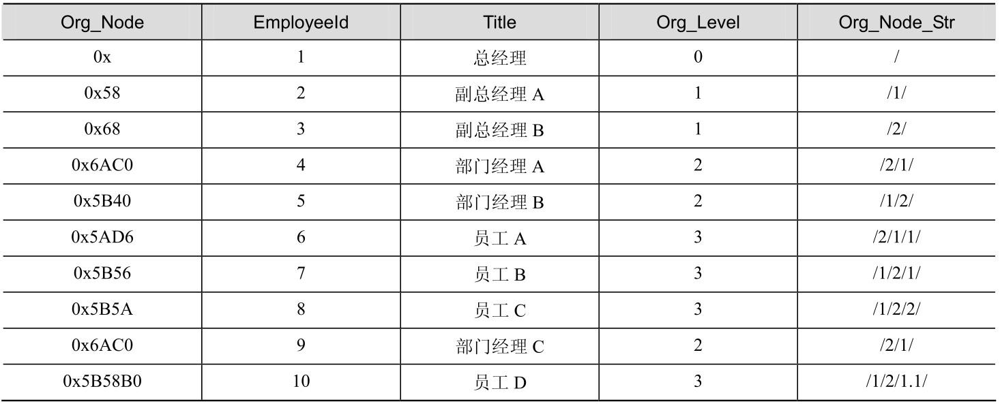 Org_Node EmployeeId Title Org_Level Org_Node_Str
0x 1 总经理 0 /
0x58 2 副总经理 A 1 /1/
0x68 3 副总经理 B 1 /2/
0x6AC0 4 部门经理 A 2 /2/1/
0x5B40 5 部门经理 B 2 /1/2/
0x5AD6 6 员工 A 3 /2/1/1/
0x5B56 7 员工 B 3 /1/2/1/
0x5B5A 8 员工 C 3 /1/2/2/
0x6AC0 9 部门经理 C 2 /2/1/
0x5B58B0 10 员工 D 3 /1/2/1.1/